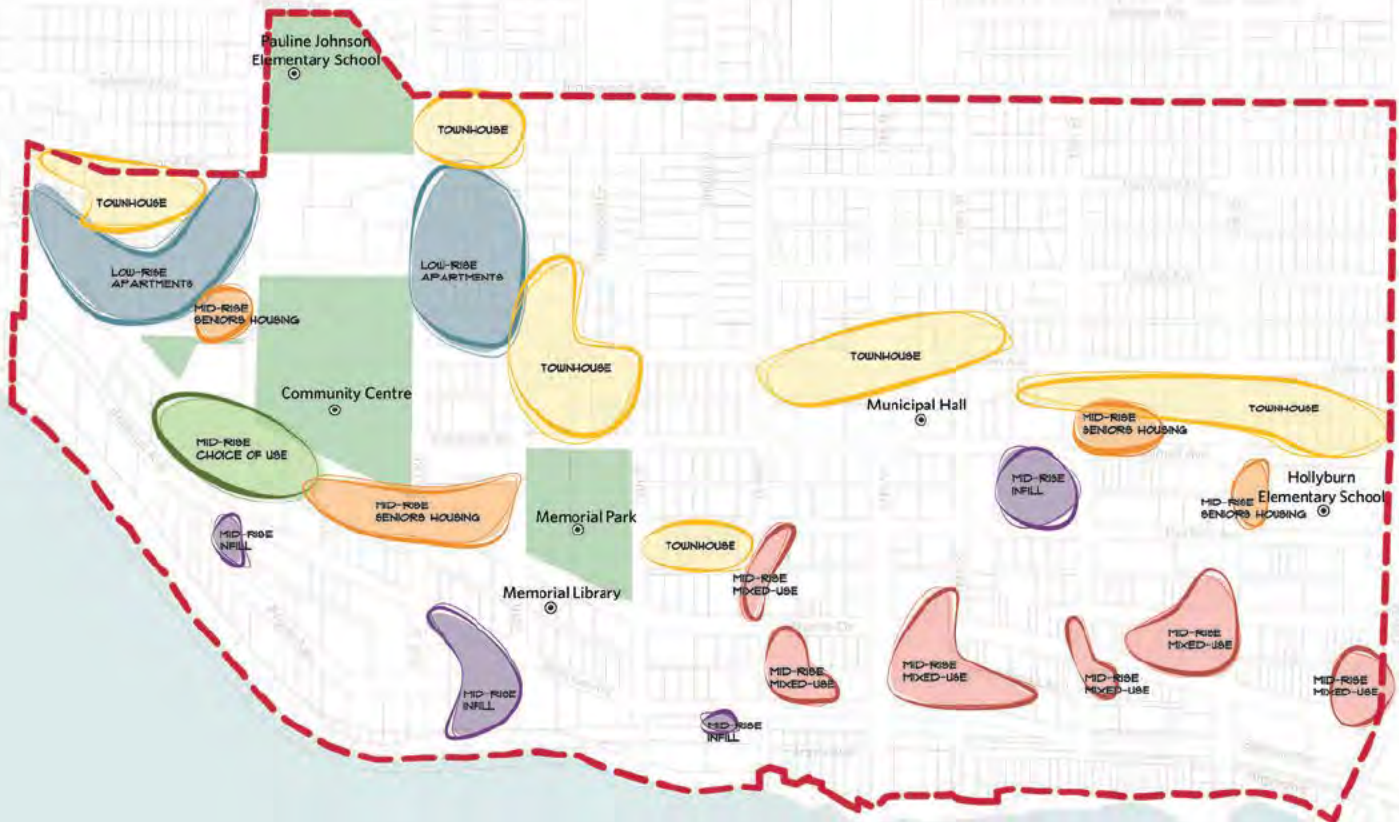 Pauline Johnson
Elementary School
TOWNHOUSE
TOWNHOUSE
LOW-RISE
APARTMENTS
LOW-RISE
APARTMENTS
MID-RISE
SENIORS HOUSING
TOWNHOUSE
TOWNHOUSE
Community Centre
Municipal Hall
TOWNHOUSE
MID-RISE
SENIORS HOUSING
MID-RISE
CHOICE OF USE
MID-RISE
INFILL
Hollyburn
Elementary School
MID-RISE
SENIORS HOUSING
MID-RISE
SENIORS HOUSING
Memorial Park
MID-RISE
INFILL
TOWNHOUSE
MID-RISE
MIXED-USE
Memorial Library
MID-RISE
MIXED-USE
MID-RISE
MIXED-USE
MID-RISE
MIXED-USE
MID-RISE
MIXED-USE
MID-RISE
MIXED-USE
MID-RISE
INFILL
MID-RISE
INFILL